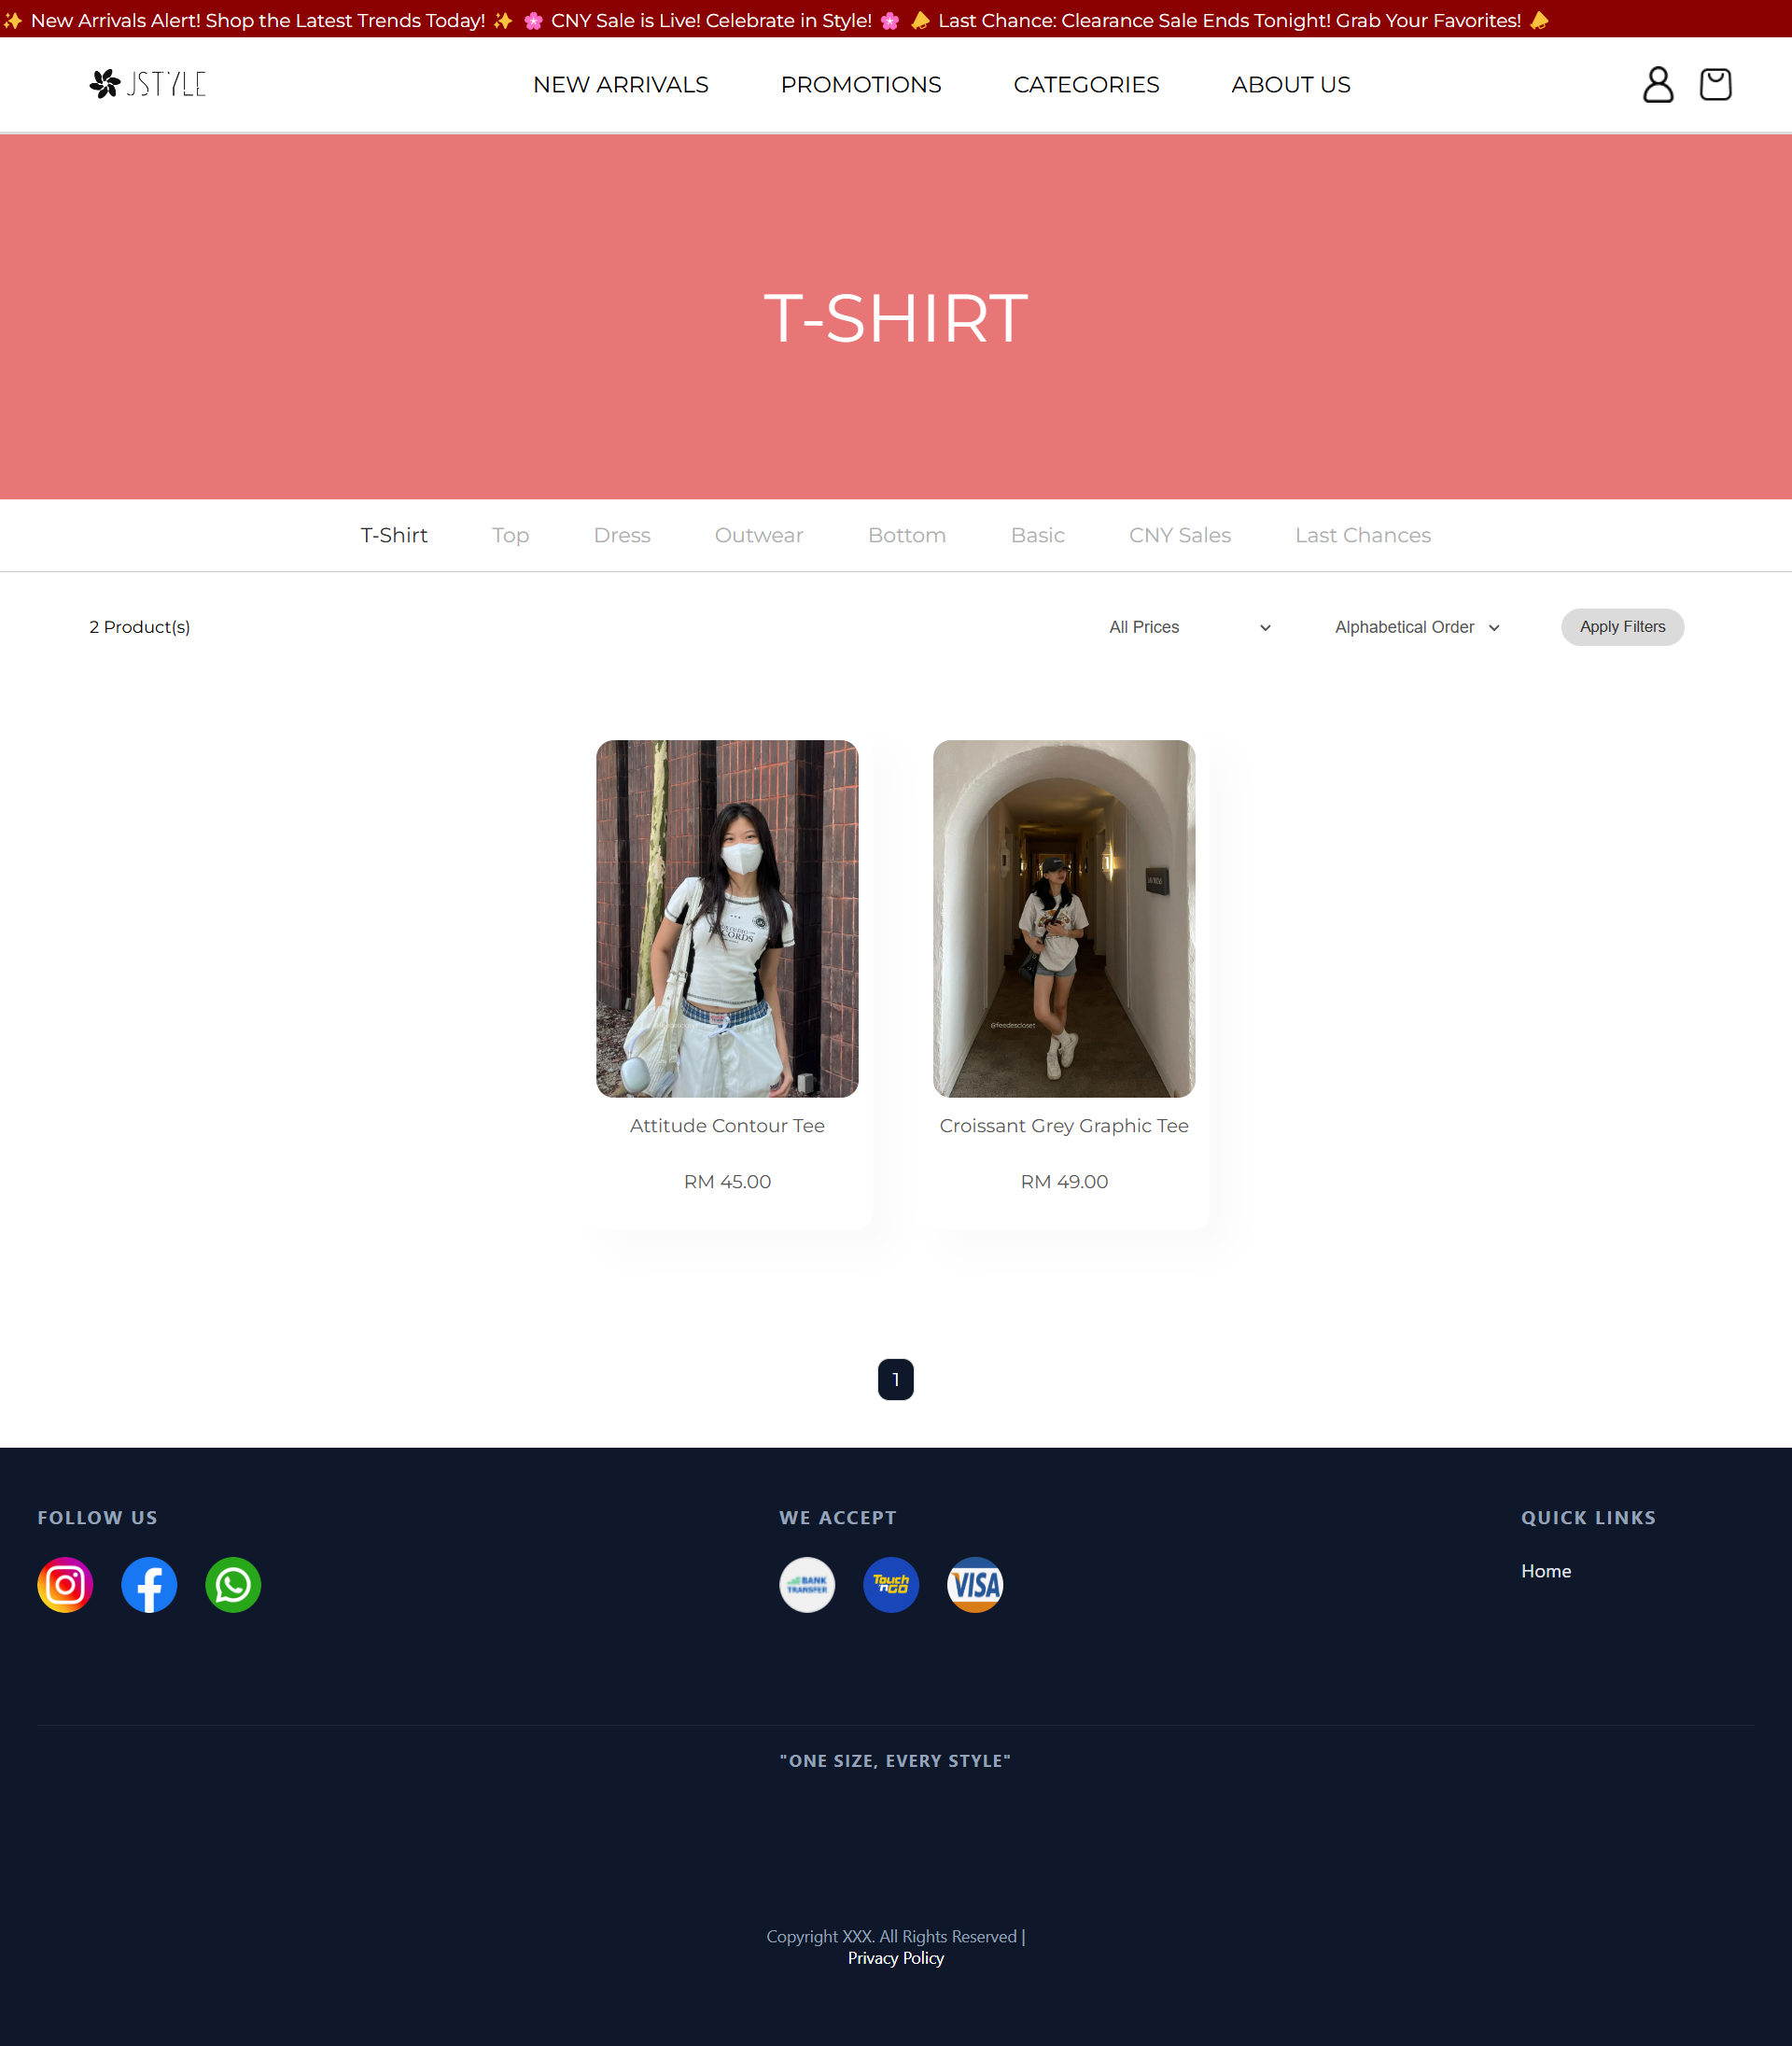 ✨ New Arrivals Alert! Shop the Latest Trends Today! ✨ 🌸 CNY Sale is Live! Celebrate in Style! 🌸 📣 Last Chance: Clearance Sale Ends Tonight! Grab Your Favorites! 📣
JSTYLE
NEW ARRIVALS PROMOTIONS CATEGORIES ABOUT US
T-SHIRT
T-Shirt Top Dress Outwear Bottom Basic CNY Sales Last Chances
2 Product(s) All Prices Alphabetical Order Apply Filters
RECORDS
@feedescloset
Attitude Contour Tee Croissant Grey Graphic Tee
RM 45.00 RM 49.00
1
FOLLOW US WE ACCEPT QUICK LINKS
BANK
TRANSFER
Touch
'nGO
VISA
Home
"ONE SIZE, EVERY STYLE"
Copyright XXX. All Rights Reserved |
Privacy Policy